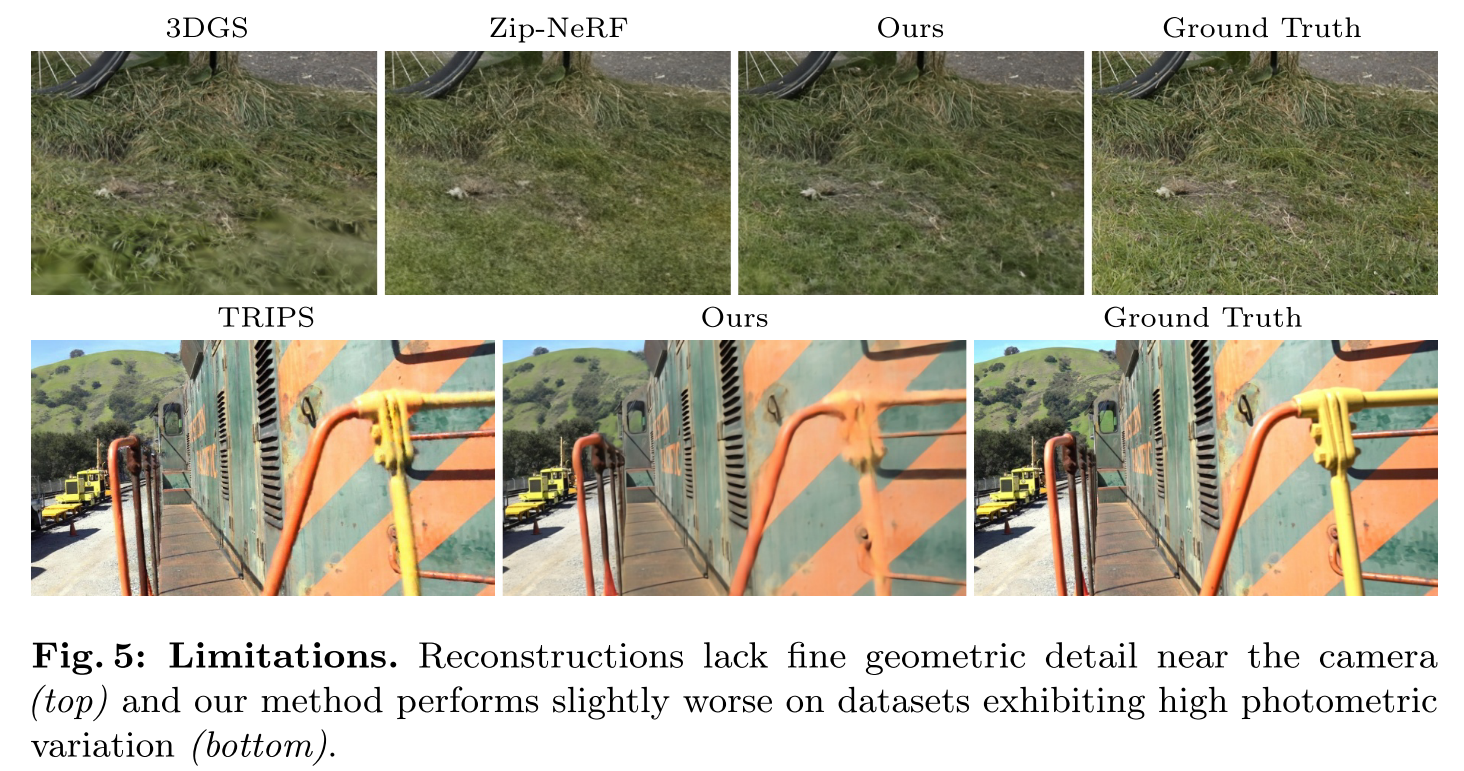 3DGS Zip-NeRF Ours Ground Truth
TRIPS Ours Ground Truth
Fig. 5: Limitations. Reconstructions lack fine geometric detail near the camera
(top) and our method performs slightly worse on datasets exhibiting high photometric
variation (bottom).